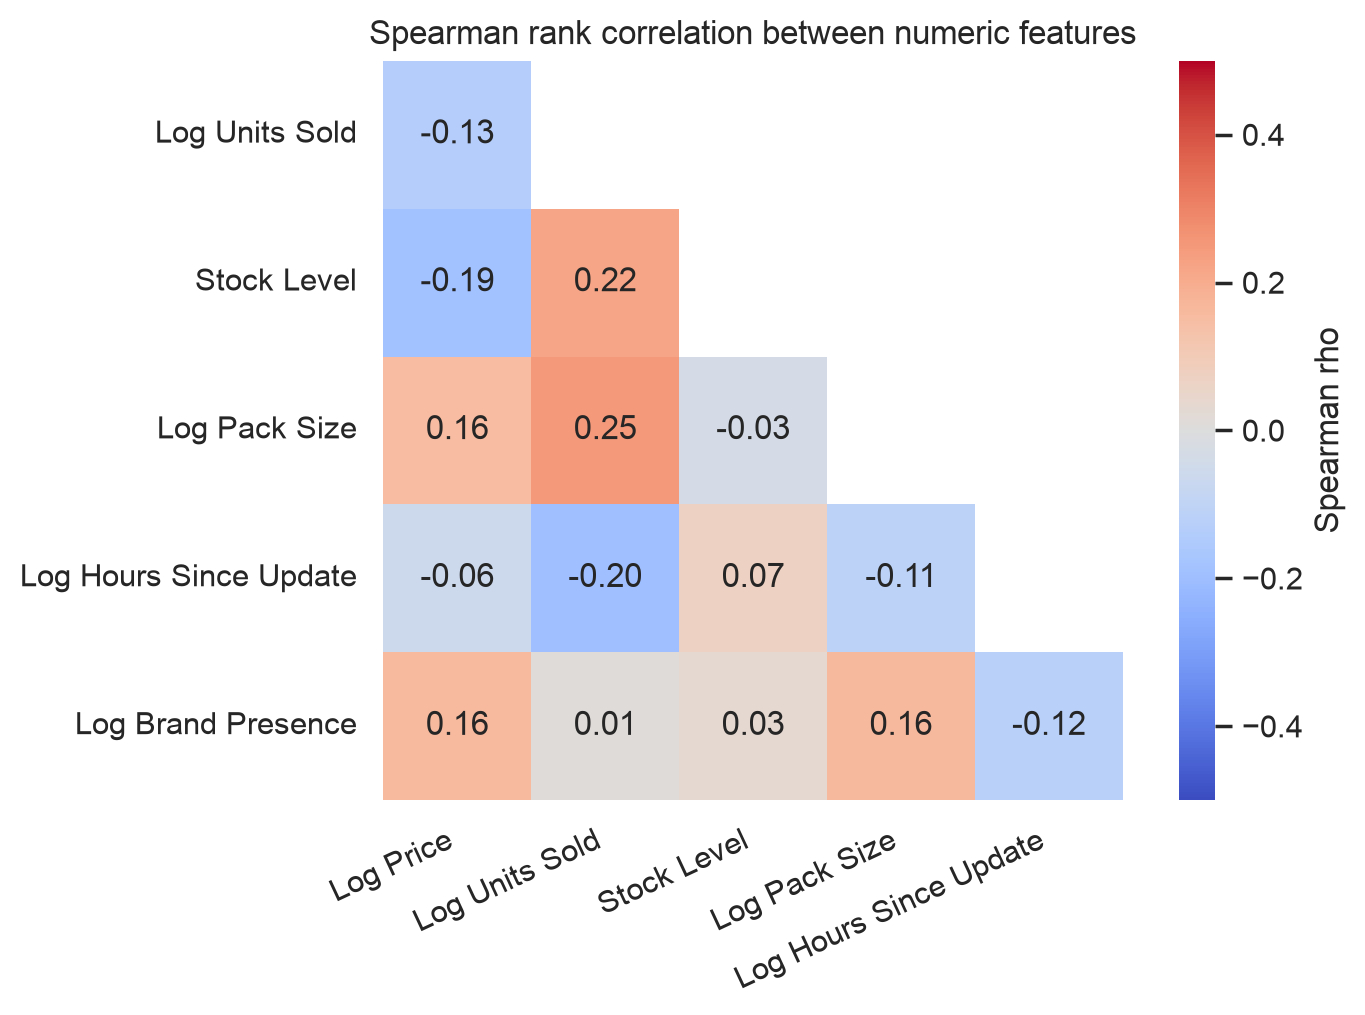 Spearman rank correlation between numeric features
Log Units Sold -0.13
Stock Level -0.19 0.22
Log Pack Size 0.16 0.25 -0.03
Log Hours Since Update -0.06 -0.20 0.07 -0.11
Log Brand Presence 0.16 0.01 0.03 0.16 -0.12
Log Price
Log Units Sold
Stock Level
Log Pack Size
Log Hours Since Update
0.4
0.2
0.0
−0.2
−0.4
Spearman rho